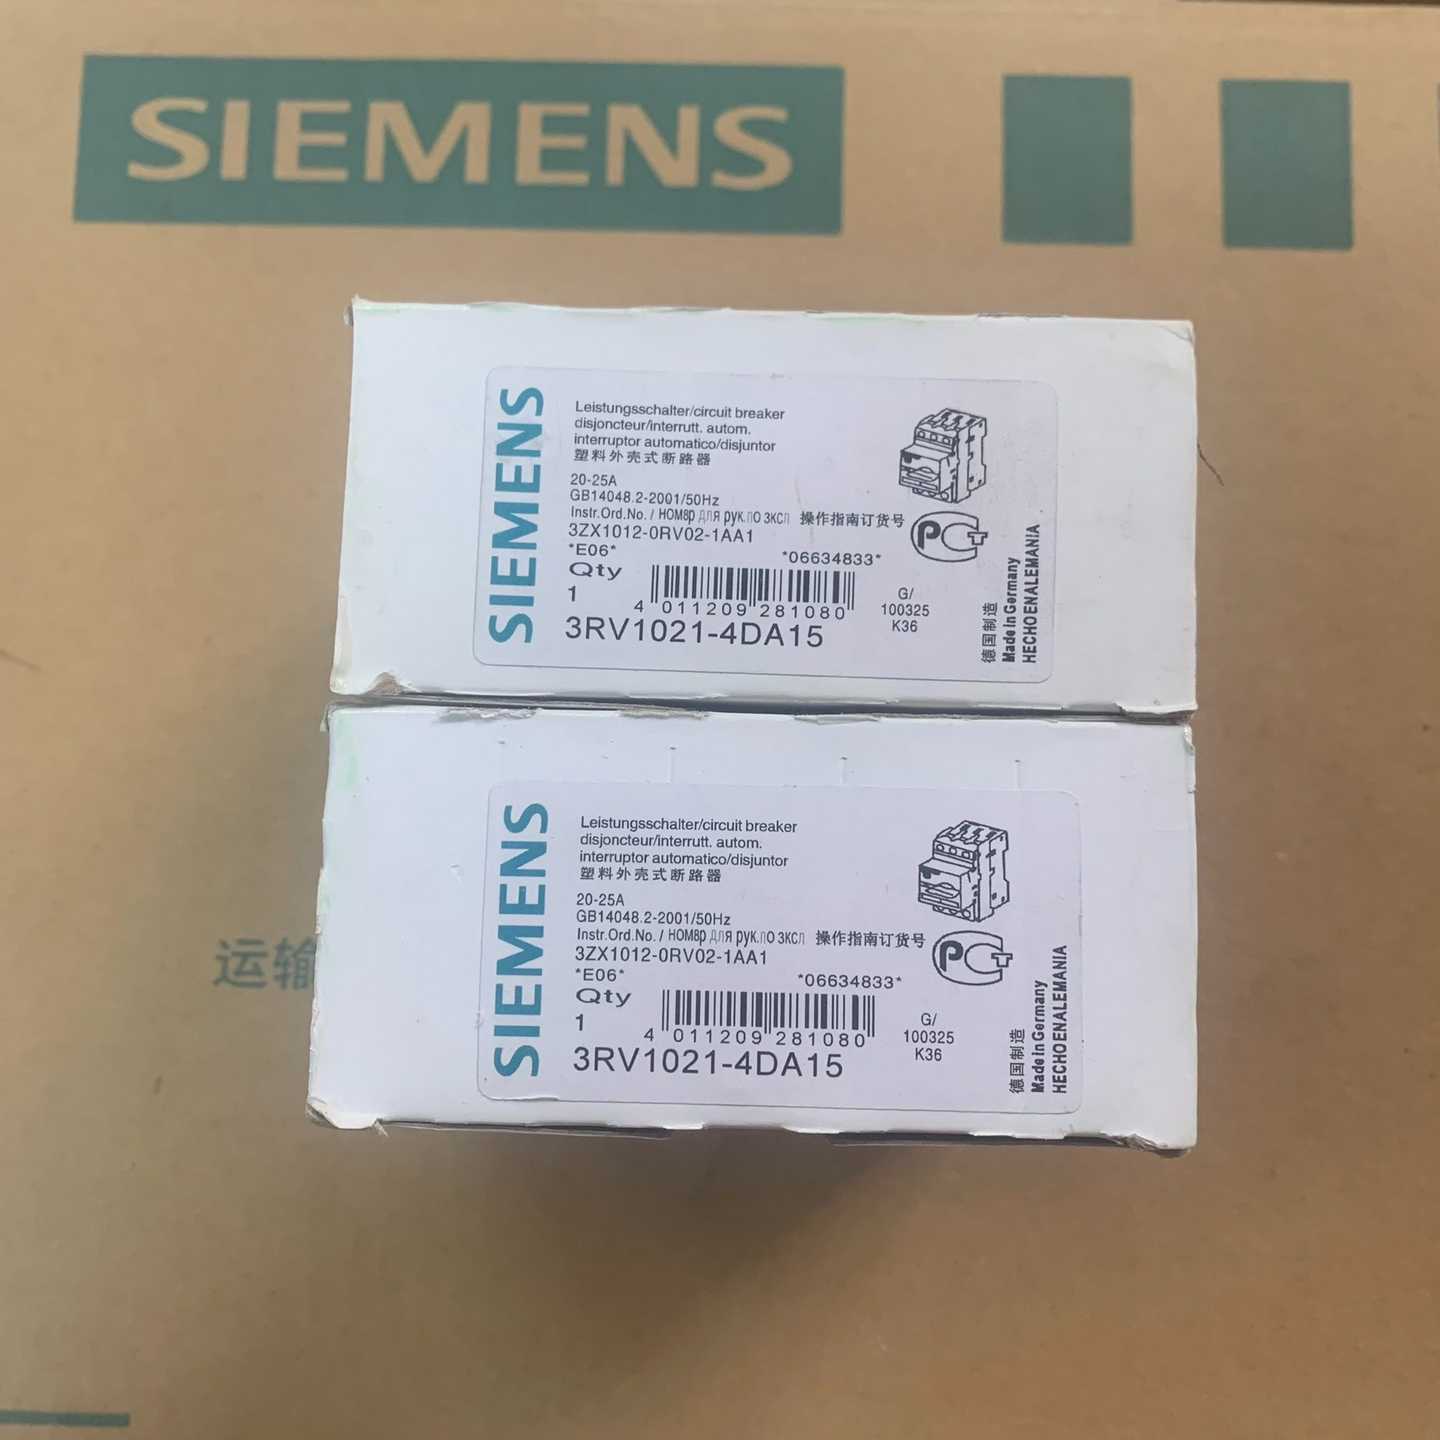 SIEMENS
SIEMENS
Leistungsschalter/circuit breaker
disjoncteur/interrutt. autom.
interruptor automatico/disjuntor
塑料外壳式断路器
20-25A
GB14048.2-2001/50Hz
Instr.Ord.No. / НОМ8р для рук.по 3ксл 操作指南订货号
3ZX1012-0RV02-1AA1
*E06* *06634833*
Qty
1
4 011209 281080
3RV1021-4DA15
G/
100325
K36
PC
德国制造
Made in Germany
HECHOENALEMANIA
SIEMENS
Leistungsschalter/circuit breaker
disjoncteur/interrutt. autom.
interruptor automatico/disjuntor
塑料外壳式断路器
20-25A
GB14048.2-2001/50Hz
Instr.Ord.No. / НОМ8р для рук.по 3ксл 操作指南订货号
3ZX1012-0RV02-1AA1
*E06* *06634833*
Qty
1
4 011209 281080
3RV1021-4DA15
G/
100325
K36
PC
德国制造
Made in Germany
HECHOENALEMANIA
运输